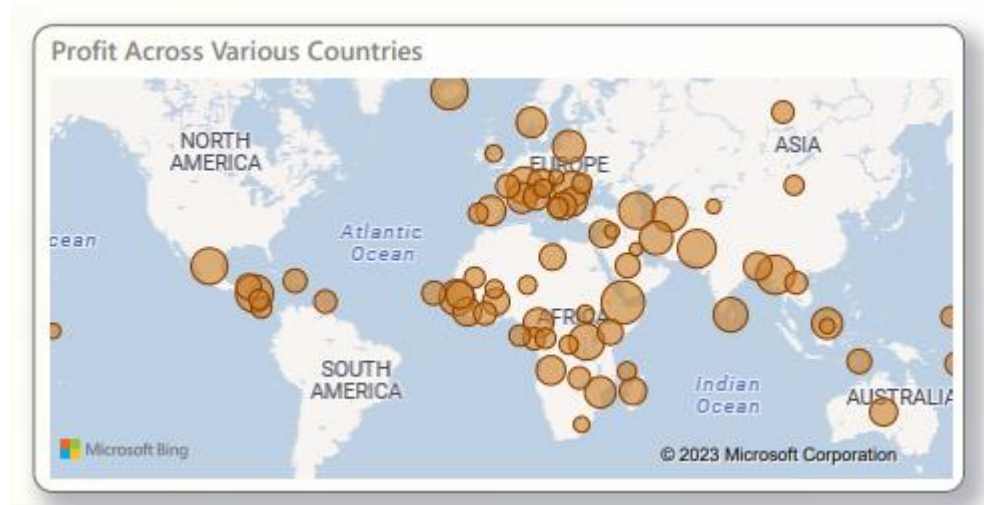 Profit Across Various Countries
NORTH
AMERICA
ASIA
EUROPE
Atlantic
Ocean
cean
AFRICA
SOUTH
AMERICA
Indian
Ocean
AUSTRALIA
Microsoft Bing
© 2023 Microsoft Corporation